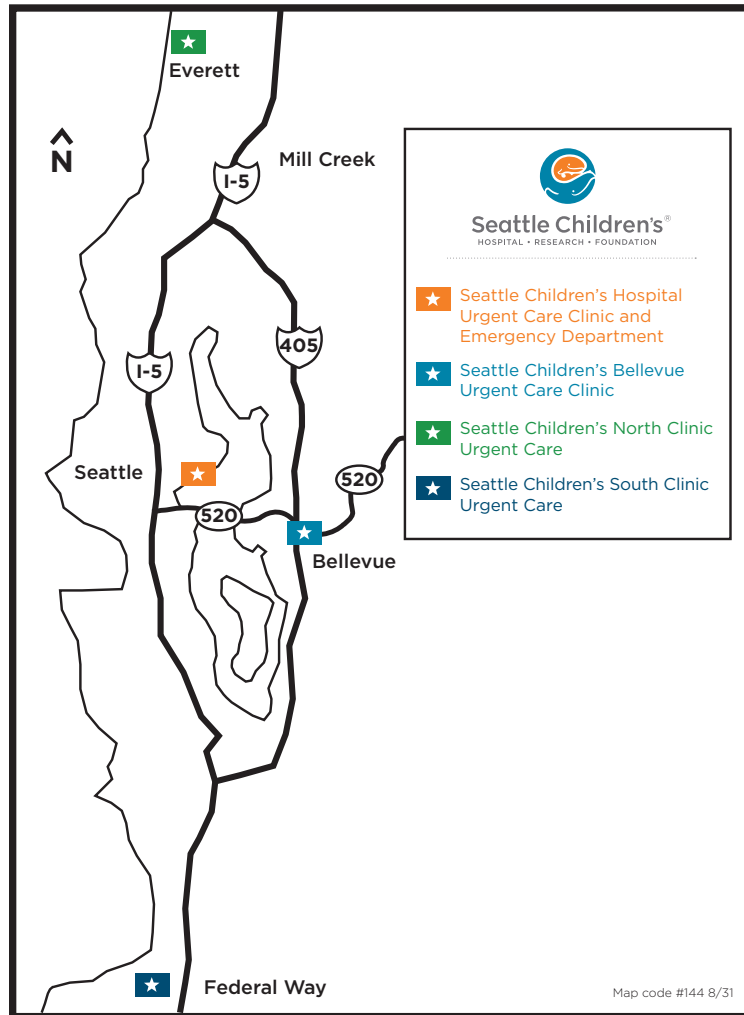 Everett
N
Mill Creek
I-5
Seattle Children's®
HOSPITAL • RESEARCH • FOUNDATION
Seattle Children's Hospital
Urgent Care Clinic and
Emergency Department
405
I-5
Seattle Children's Bellevue
Urgent Care Clinic
Seattle Children's North Clinic
Urgent Care
Seattle
520
Seattle Children's South Clinic
Urgent Care
520
Bellevue
Federal Way
Map code #144 8/31